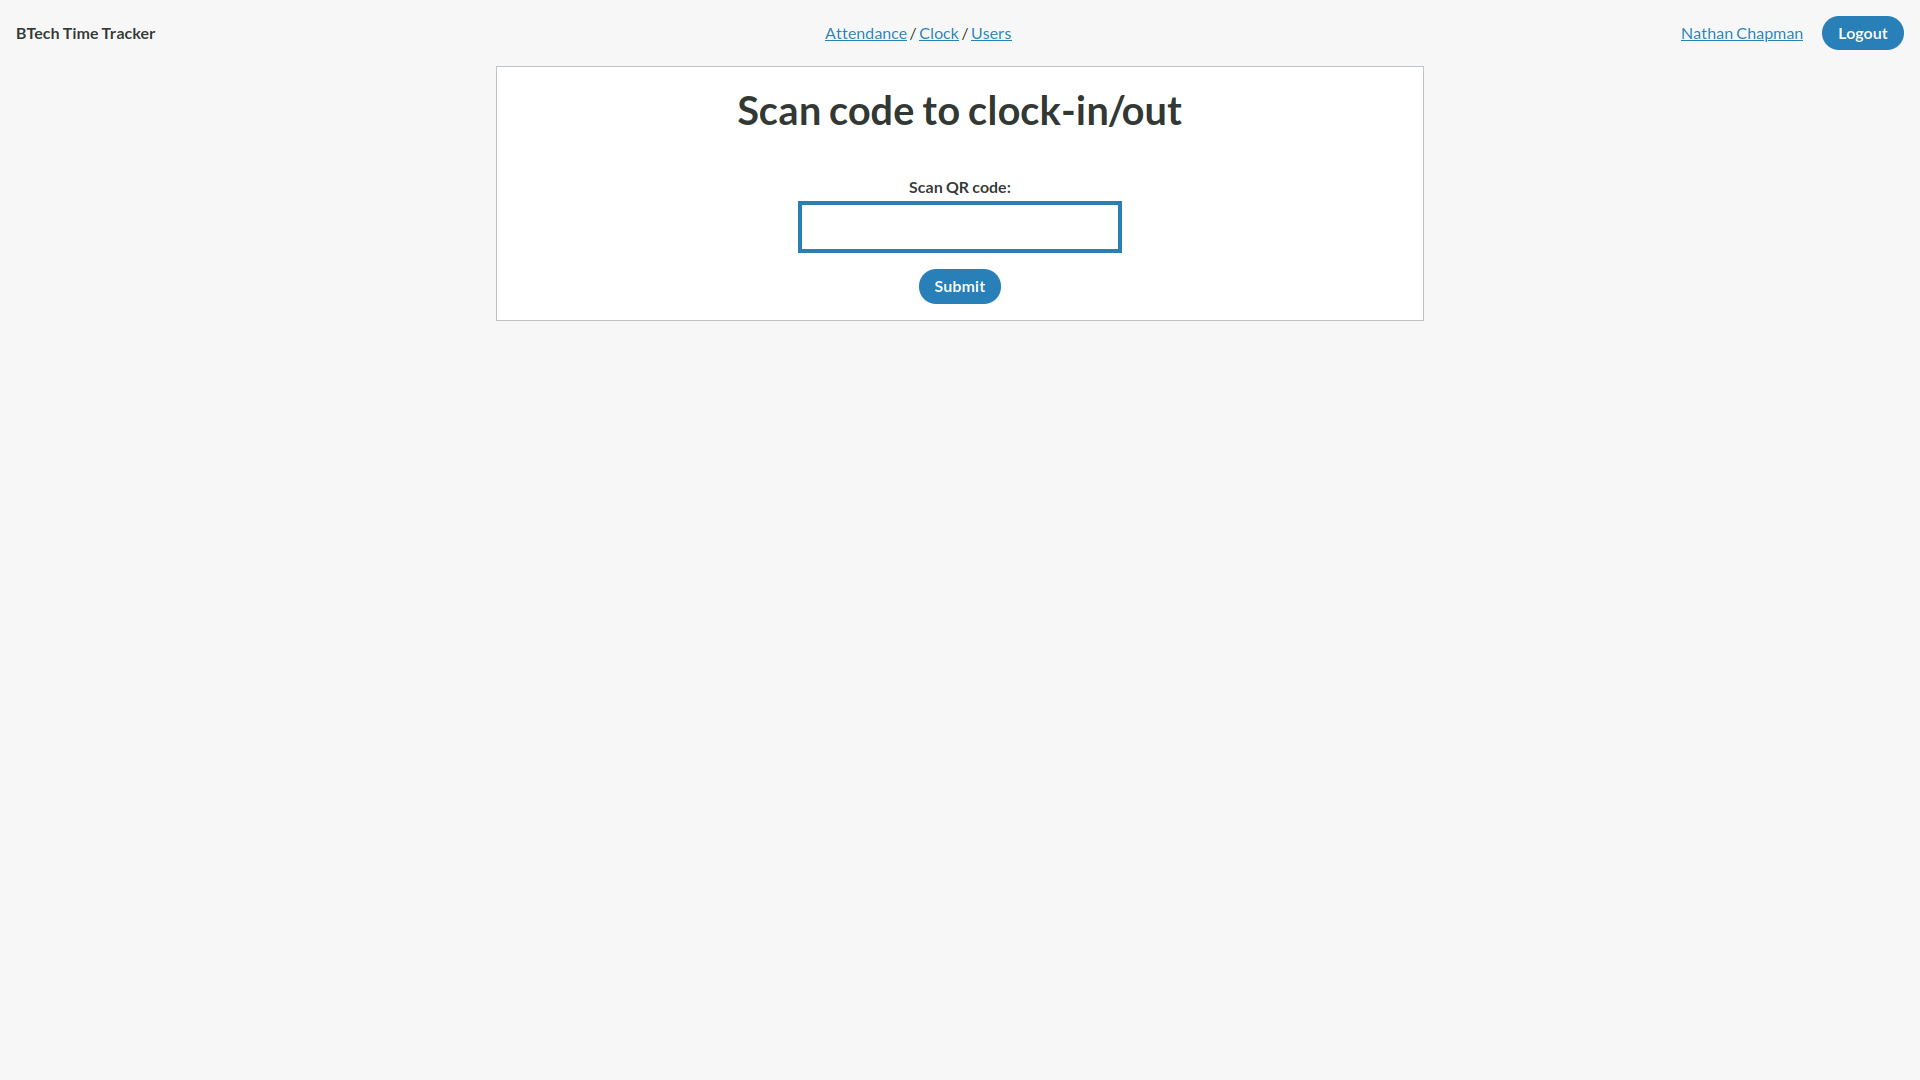 BTech Time Tracker
Attendance / Clock / Users
Nathan Chapman
Logout
Scan code to clock-in/out
Scan QR code:
Submit